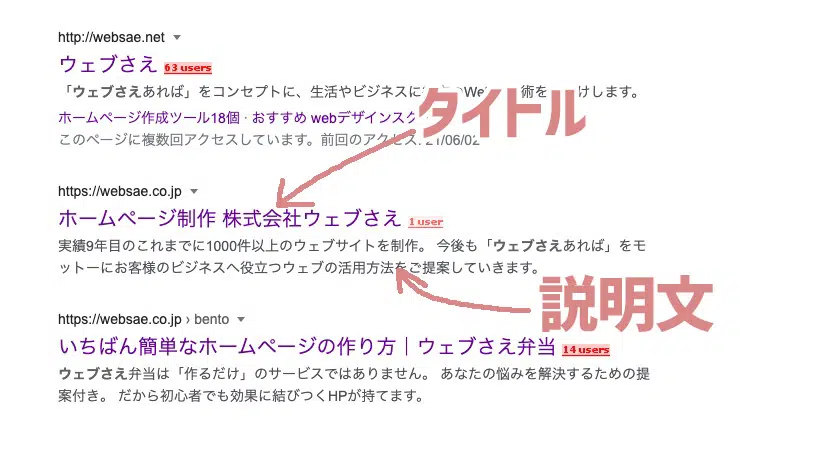 http://websae.net
ウェブさえ 63 users
「ウェブさえあれば」をコンセプトに、生活やビジネスに We 術を けします。
ホームページ作成ツール18個 · おすすめ webデザインスク
タイトル
このページに複数回アクセスしています。前回のアクセス: 21/06/02
https://websae.co.jp
ホームページ制作 株式会社ウェブさえ 1 user
実績9年目のこれまでに1000件以上のウェブサイトを制作。 今後も「ウェブさえあれば」をモ
ットーにお客様のビジネスへ役立つウェブの活用方法をご提案していきます。
説明文
https://websae.co.jp › bento
いちばん簡単なホームページの作り方｜ウェブさえ弁当 14 users
ウェブさえ弁当は「作るだけ」のサービスではありません。 あなたの悩みを解決するための提
案付き。 だから初心者でも効果に結びつくHPが持てます。